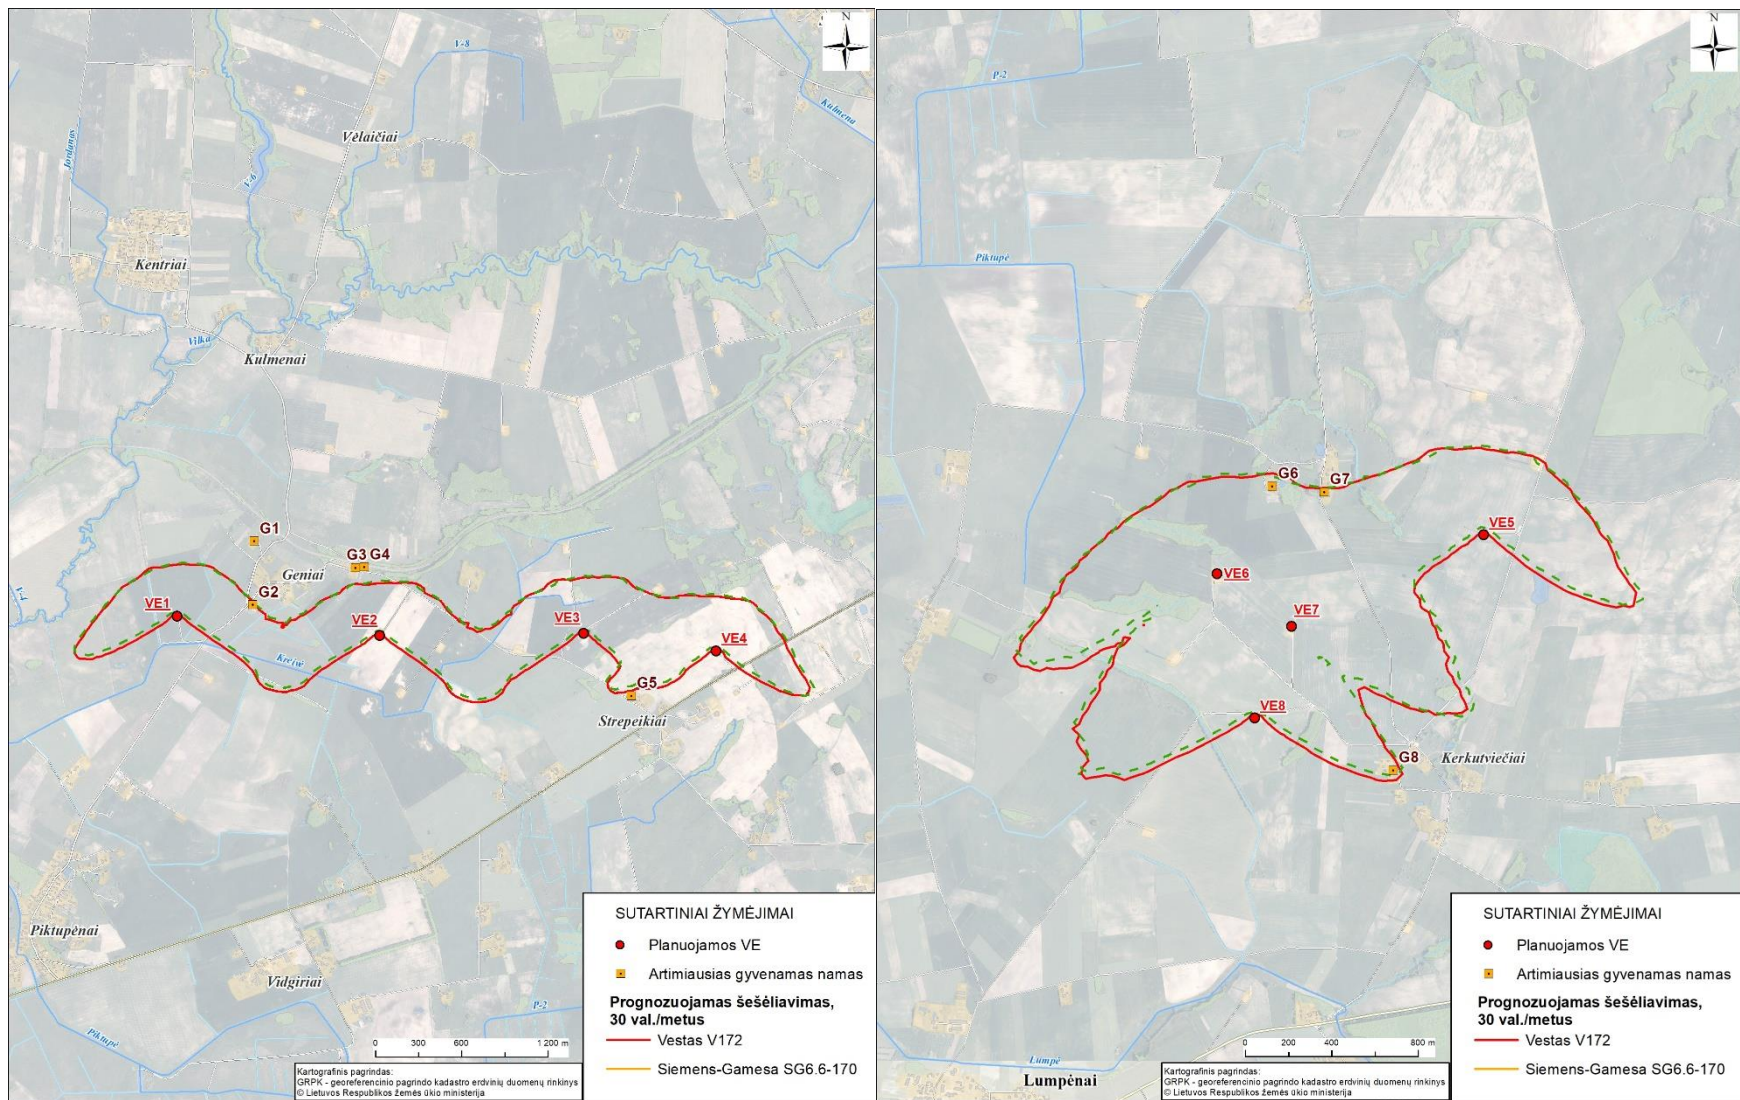 N
V-8
Jordanas
Kulmena
Vėlaičiai
V-6
Kentriai
Vilka
Kulmenai
G1
G3 G4
Geniai
G2
VE1
VE2
VE3
VE4
V-4
Kreivė
G5
Strepeikiai
Piktupėnai
Vidgiriai
P-2
Piktupė
0 300 600 1 200 m
Kartografinis pagrindas:
GRPK - georeferencinio pagrindo kadastro erdvinių duomenų rinkinys
© Lietuvos Respublikos žemės ūkio ministerija
SUTARTINIAI ŽYMĖJIMAI
Planuojamos VE
Artimiausias gyvenamas namas
Prognozuojamas šešėliavimas,
30 val./metus
Vestas V172
Siemens-Gamesa SG6.6-170
N
P-2
Piktupė
G6
G7
VE5
VE6
VE7
VE8
G8
Kerkutviečiai
Lumpė
Lumpėnai
0 200 400 800 m
Kartografinis pagrindas:
GRPK - georeferencinio pagrindo kadastro erdvinių duomenų rinkinys
© Lietuvos Respublikos žemės ūkio ministerija
SUTARTINIAI ŽYMĖJIMAI
Planuojamos VE
Artimiausias gyvenamas namas
Prognozuojamas šešėliavimas,
30 val./metus
Vestas V172
Siemens-Gamesa SG6.6-170